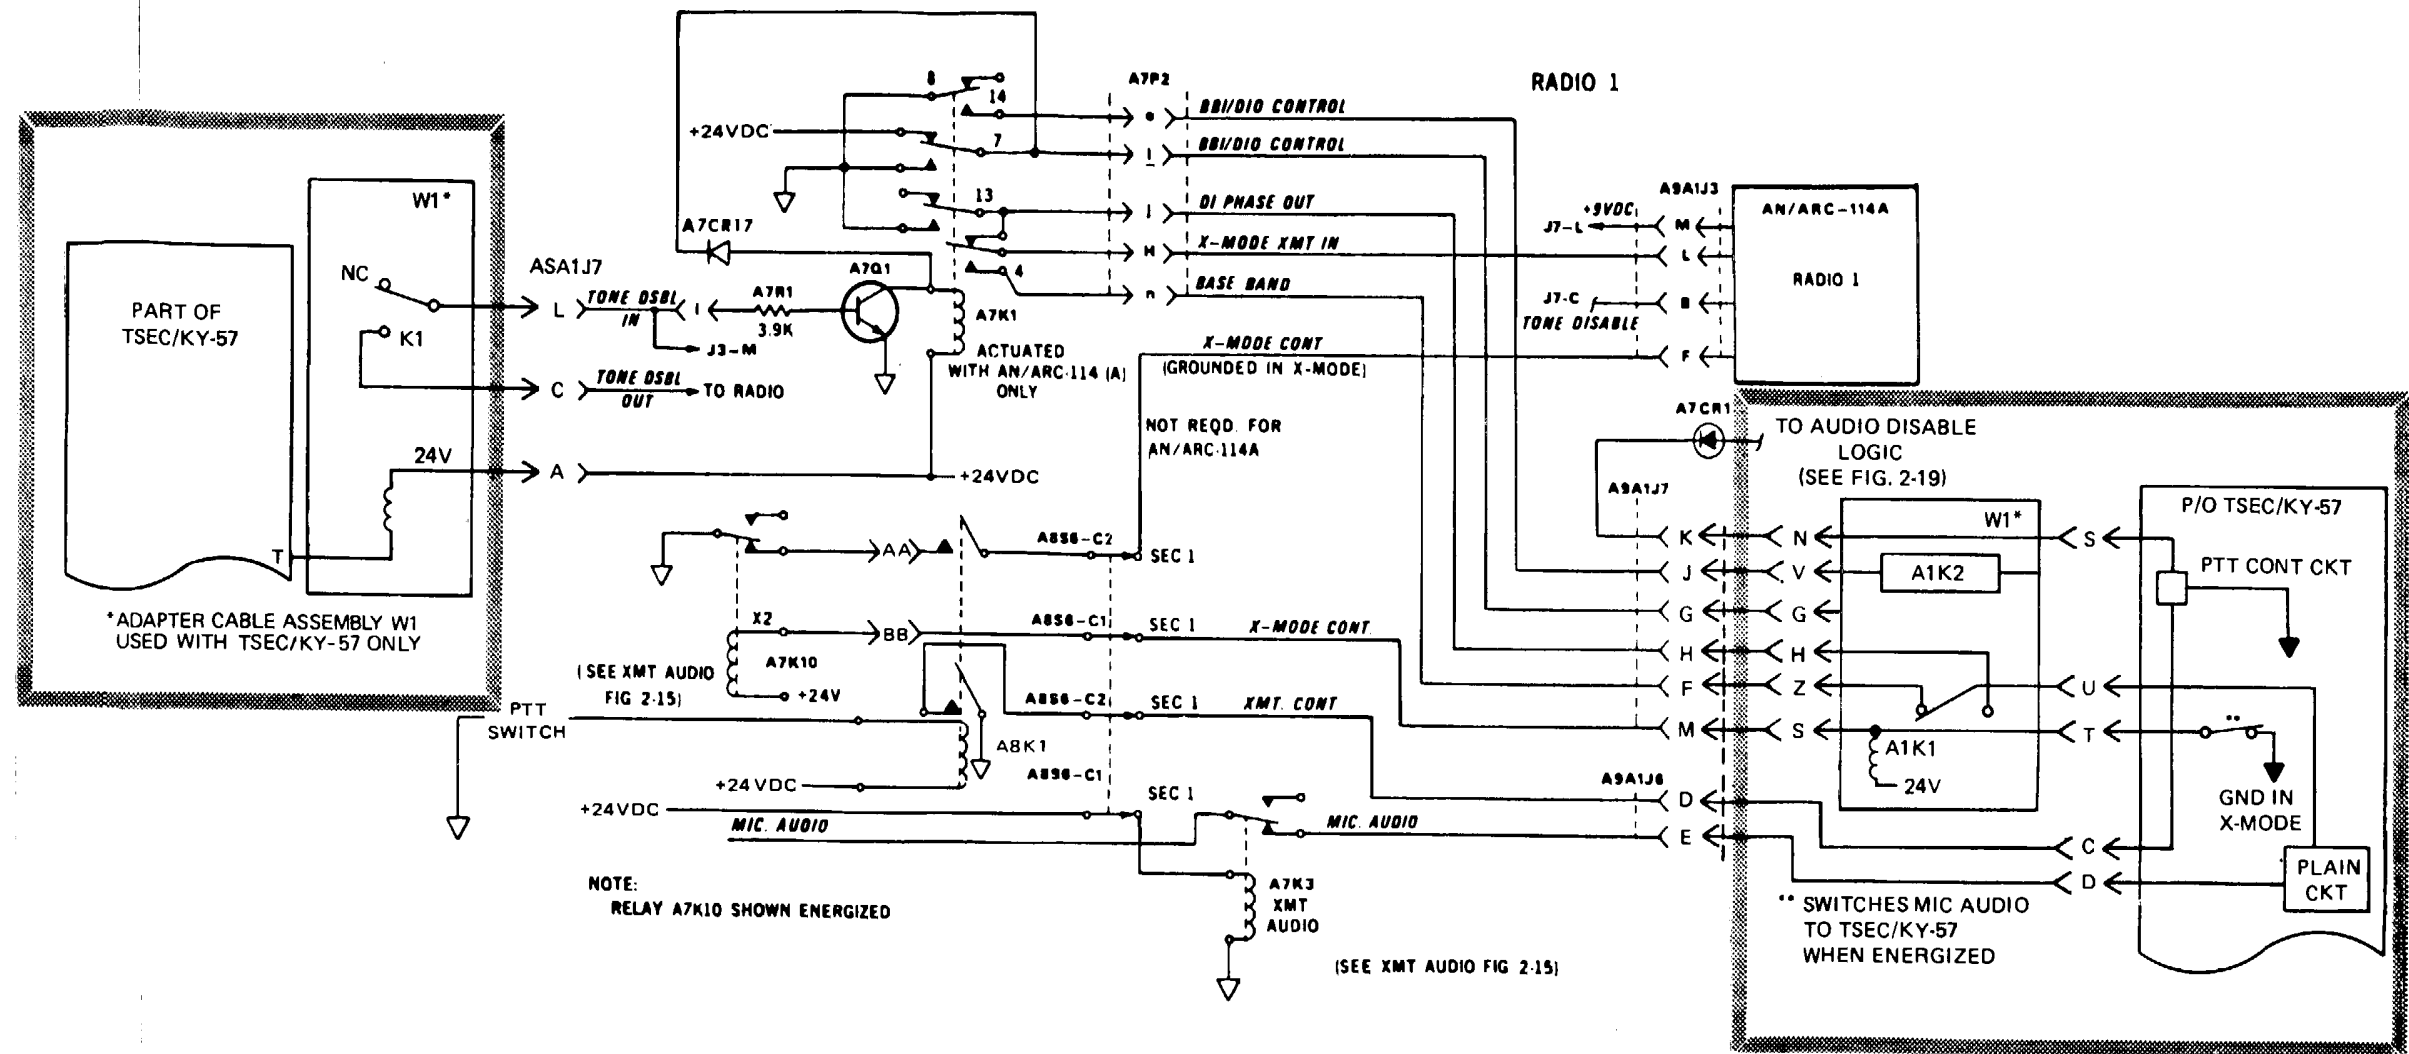 RADIO 1
W1*
NC
K1
PART OF
TSEC/KY-57
24V
T
*ADAPTER CABLE ASSEMBLY W1
USED WITH TSEC/KY-57 ONLY
ASA1J7
L
TONE DSBL
IN
I
J3-M
C
TONE DSBL
OUT
TO RADIO
A
+24VDC
A7CR17
A7R1
3.9K
A7Q1
A7K1
ACTUATED
WITH AN/ARC-114 (A)
ONLY
+24VDC
8
14
7
13
4
A7P2
BBI/DIO CONTROL
I
BBI/DIO CONTROL
J
DI PHASE OUT
H
X-MODE XMT IN
n
BASE BAND
X-MODE CONT
(GROUNDED IN X-MODE)
NOT REQD. FOR
AN/ARC-114A
A9A1J3
+9VDC
J7-L
M
L
J7-C
B
TONE DISABLE
F
AN/ARC-114A
RADIO 1
A7CR1
TO AUDIO DISABLE
LOGIC
(SEE FIG. 2-19)
A9A1J7
K
N
S
J
V
G
G
H
H
F
Z
U
M
S
T
W1*
A1K2
A1K1
24V
P/O TSEC/KY-57
PTT CONT CKT
**
GND IN
X-MODE
PLAIN
CKT
A9A1J6
D
E
C
D
** SWITCHES MIC AUDIO
TO TSEC/KY-57
WHEN ENERGIZED
AA
A8S6-C2
SEC 1
X2
BB
A8S6-C1
SEC 1
X-MODE CONT.
A7K10
+24V
(SEE XMT AUDIO
FIG 2-15)
A8S6-C2
SEC 1
XMT. CONT
PTT
SWITCH
A8K1
+24VDC
A8S6-C1
SEC 1
+24VDC
MIC. AUDIO
MIC. AUDIO
A7K3
XMT
AUDIO
NOTE:
RELAY A7K10 SHOWN ENERGIZED
(SEE XMT AUDIO FIG 2-15)